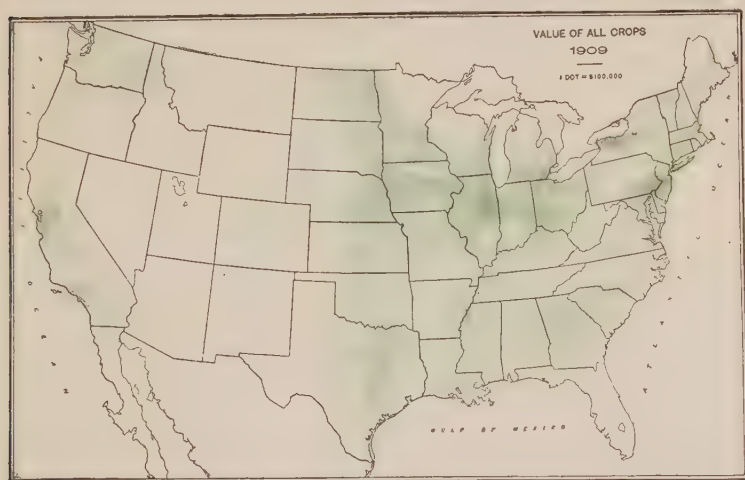 VALUE OF ALL CROPS
1909
1 DOT = $100,000
GULF OF MEXICO